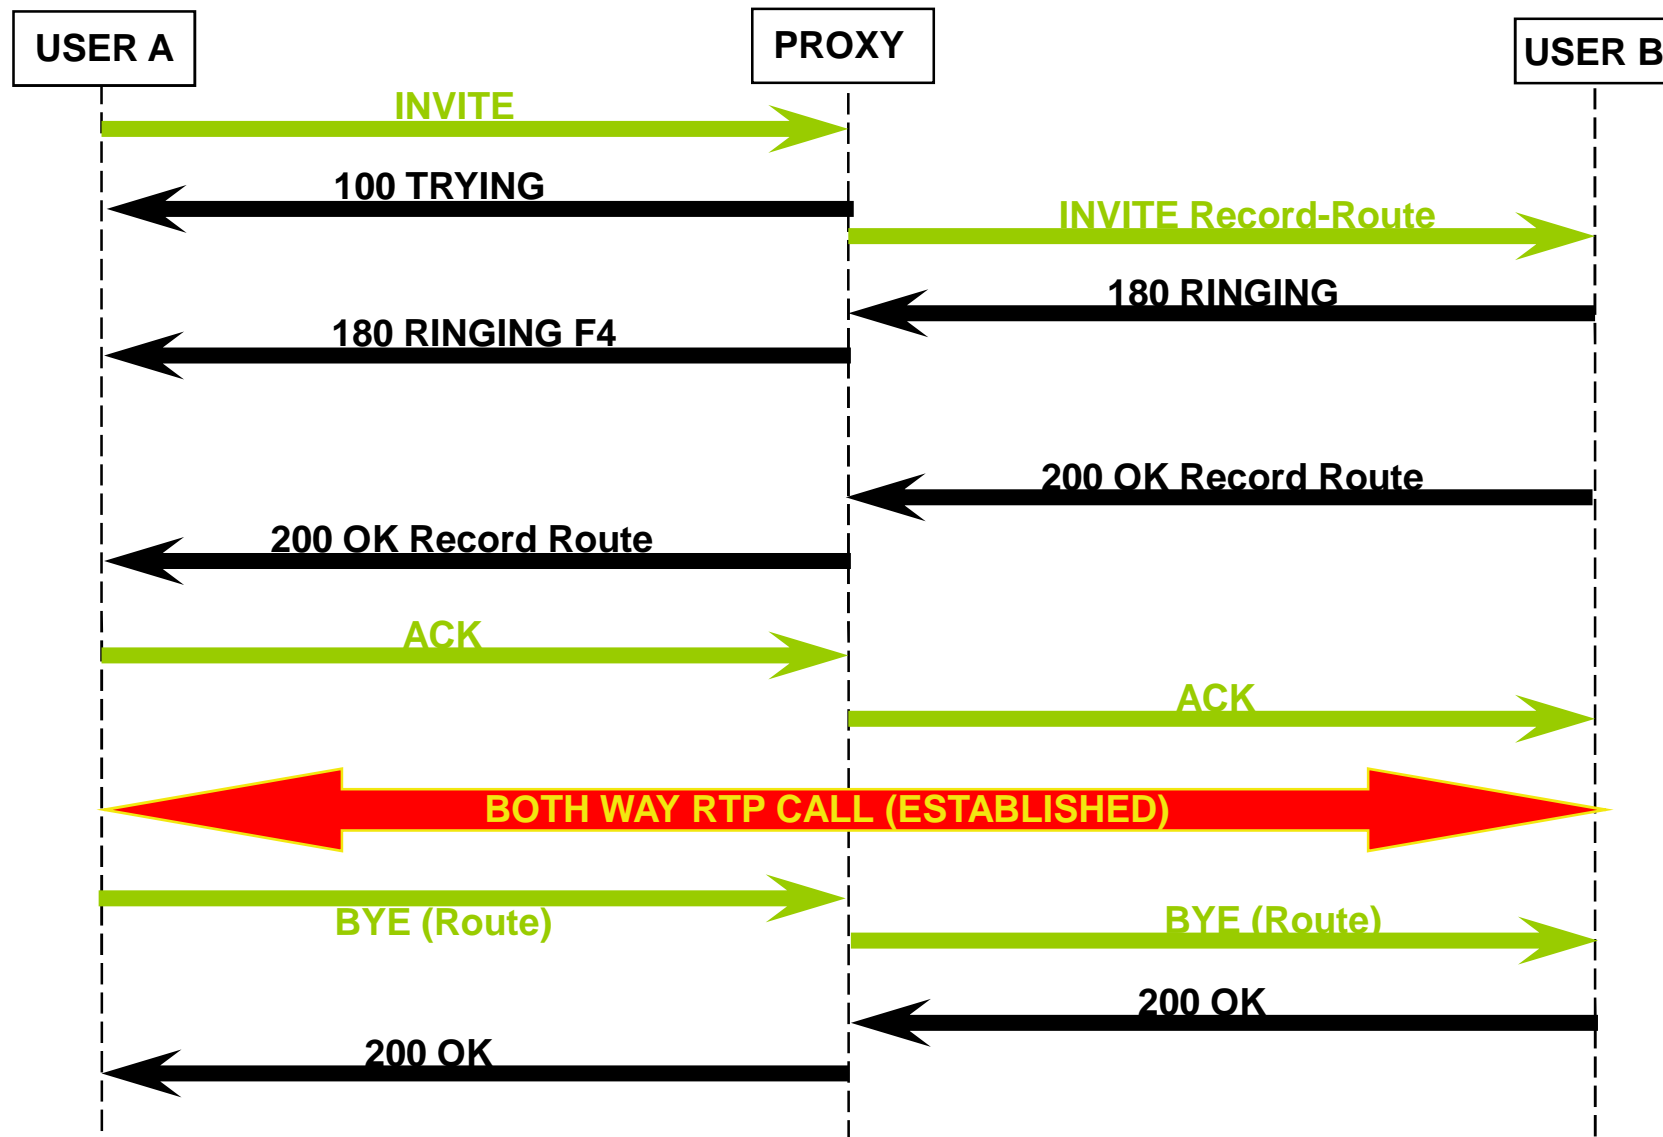 USER A
PROXY
USER B
INVITE
100 TRYING
INVITE Record-Route
180 RINGING
180 RINGING F4
200 OK Record Route
200 OK Record Route
ACK
ACK
BOTH WAY RTP CALL (ESTABLISHED)
BYE (Route)
BYE (Route)
200 OK
200 OK